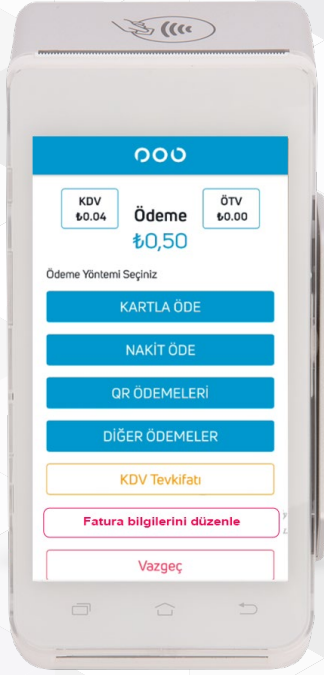 KDV
₺0.04
Ödeme
ÖTV
₺0.00
₺0,50
Ödeme Yöntemi Seçiniz
KARTLA ÖDE
NAKİT ÖDE
QR ÖDEMELERİ
DİĞER ÖDEMELER
KDV Tevkifatı
Fatura bilgilerini düzenle
Vazgeç